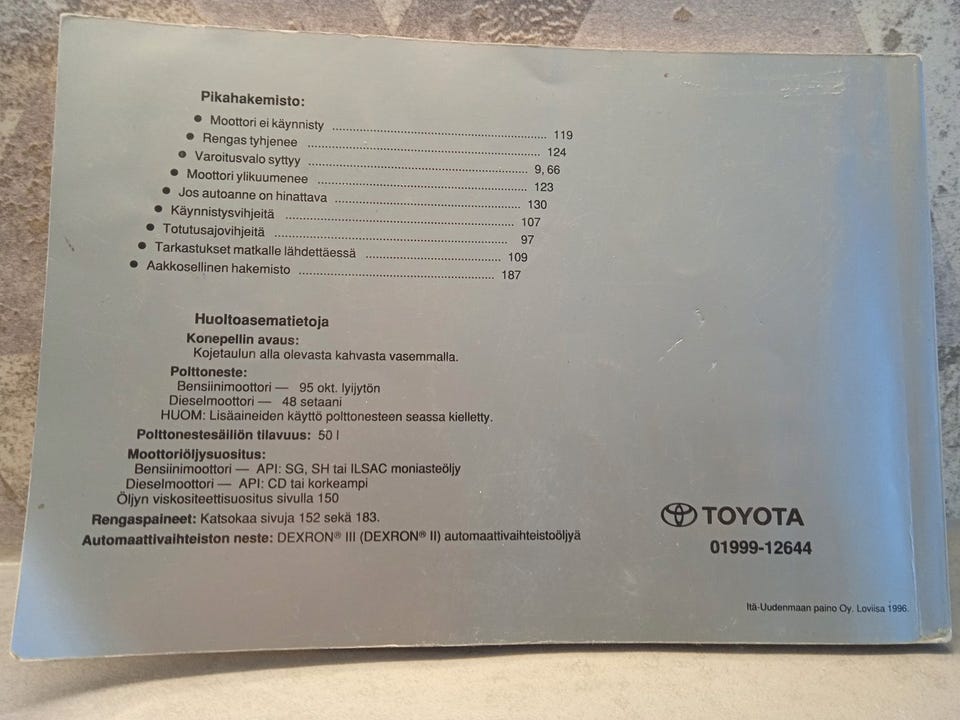 Pikahakemisto:
● Moottori ei käynnisty ........ 119
● Rengas tyhjenee ........ 124
● Varoitusvalo syttyy ........ 9, 66
● Moottori ylikuumenee ........ 123
● Jos autoanne on hinattava ........ 130
● Käynnistysvihjeitä ........ 107
● Totutusajovihjeitä ........ 97
● Tarkastukset matkalle lähdettäessä ........ 109
● Aakkosellinen hakemisto ........ 187
Huoltoasematietoja
Konepellin avaus:
Kojetaulun alla olevasta kahvasta vasemmalla.
Polttoneste:
Bensiinimoottori — 95 okt. lyijytön
Dieselmoottori — 48 setaani
HUOM: Lisäaineiden käyttö polttonesteen seassa kielletty.
Polttonestesäiliön tilavuus: 50 l
Moottoriöljysuositus:
Bensiinimoottori — API: SG, SH tai ILSAC moniasteöljy
Dieselmoottori — API: CD tai korkeampi
Öljyn viskositeettisuositus sivulla 150
Rengaspaineet: Katsokaa sivuja 152 sekä 183.
Automaattivaihteiston neste: DEXRON® III (DEXRON® II) automaattivaihteistoöljyä
TOYOTA
01999-12644
Itä-Uudenmaan paino Oy. Loviisa 1996.